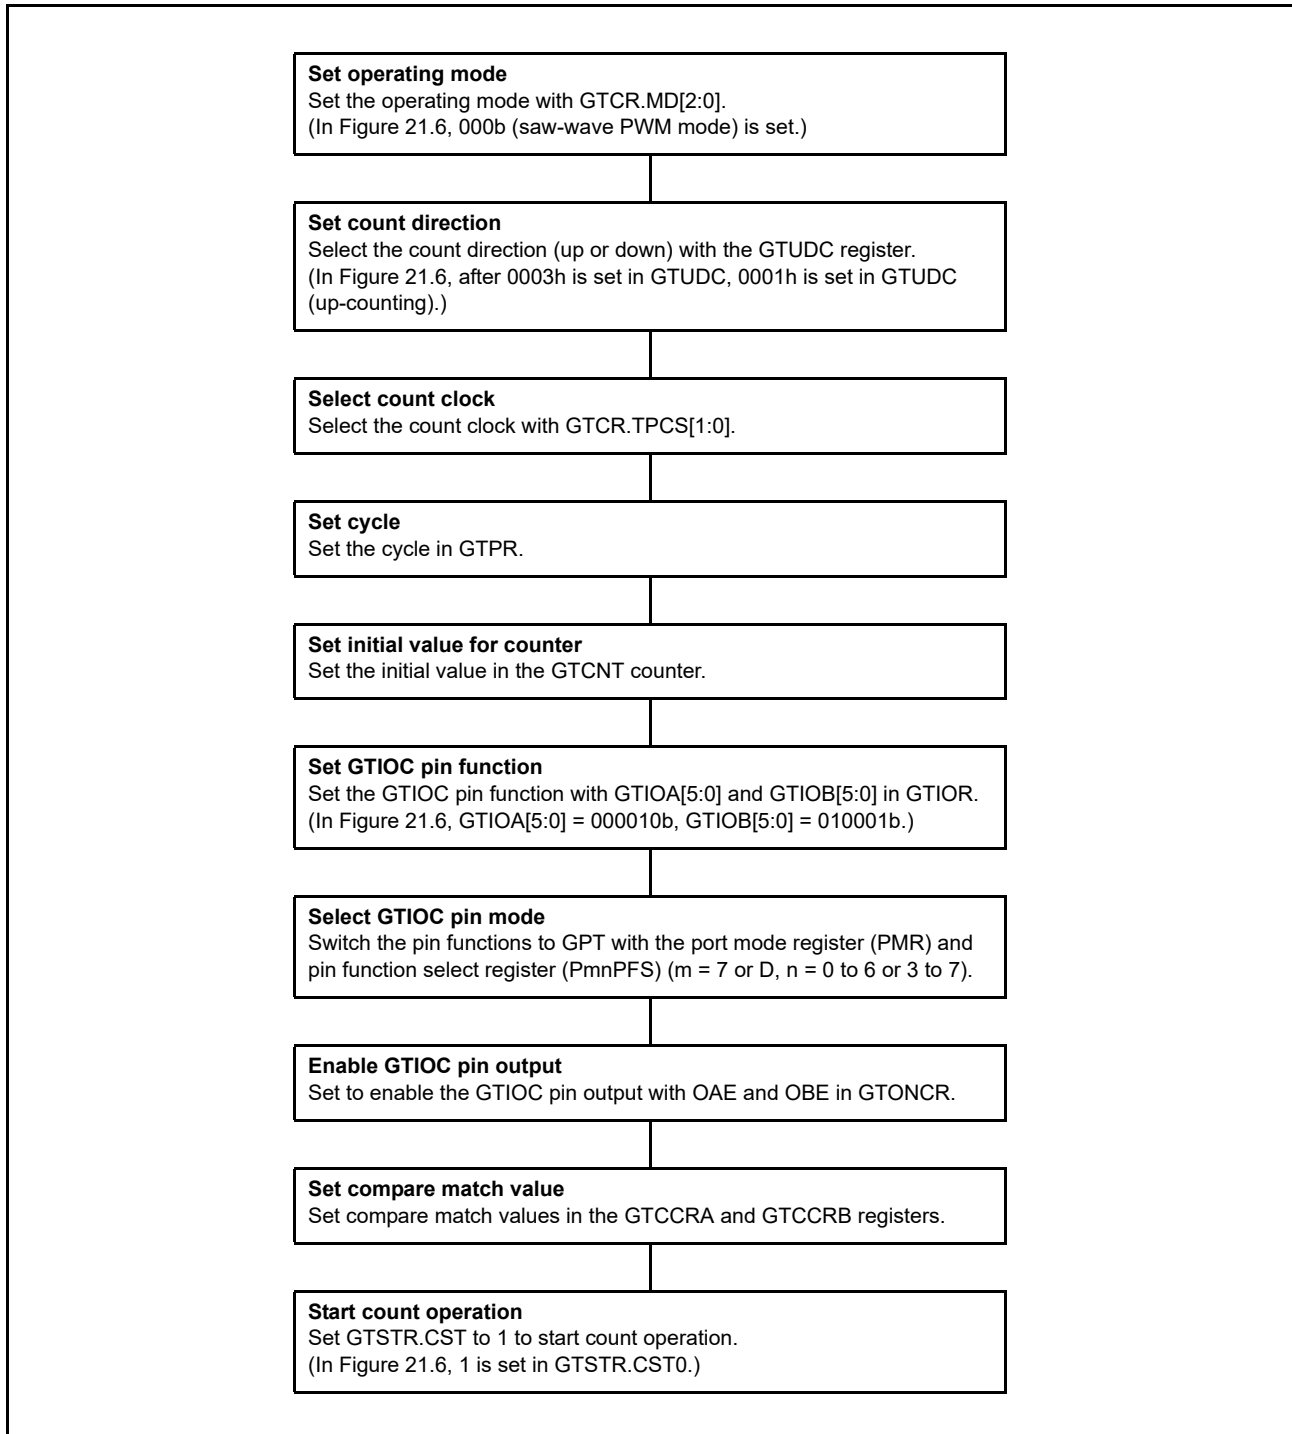 Set operating mode
Set the operating mode with GTCR.MD[2:0].
(In Figure 21.6, 000b (saw-wave PWM mode) is set.)
Set count direction
Select the count direction (up or down) with the GTUDC register.
(In Figure 21.6, after 0003h is set in GTUDC, 0001h is set in GTUDC
(up-counting).)
Select count clock
Select the count clock with GTCR.TPCS[1:0].
Set cycle
Set the cycle in GTPR.
Set initial value for counter
Set the initial value in the GTCNT counter.
Set GTIOC pin function
Set the GTIOC pin function with GTIOA[5:0] and GTIOB[5:0] in GTIOR.
(In Figure 21.6, GTIOA[5:0] = 000010b, GTIOB[5:0] = 010001b.)
Select GTIOC pin mode
Switch the pin functions to GPT with the port mode register (PMR) and
pin function select register (PmnPFS) (m = 7 or D, n = 0 to 6 or 3 to 7).
Enable GTIOC pin output
Set to enable the GTIOC pin output with OAE and OBE in GTONCR.
Set compare match value
Set compare match values in the GTCCRA and GTCCRB registers.
Start count operation
Set GTSTR.CST to 1 to start count operation.
(In Figure 21.6, 1 is set in GTSTR.CST0.)